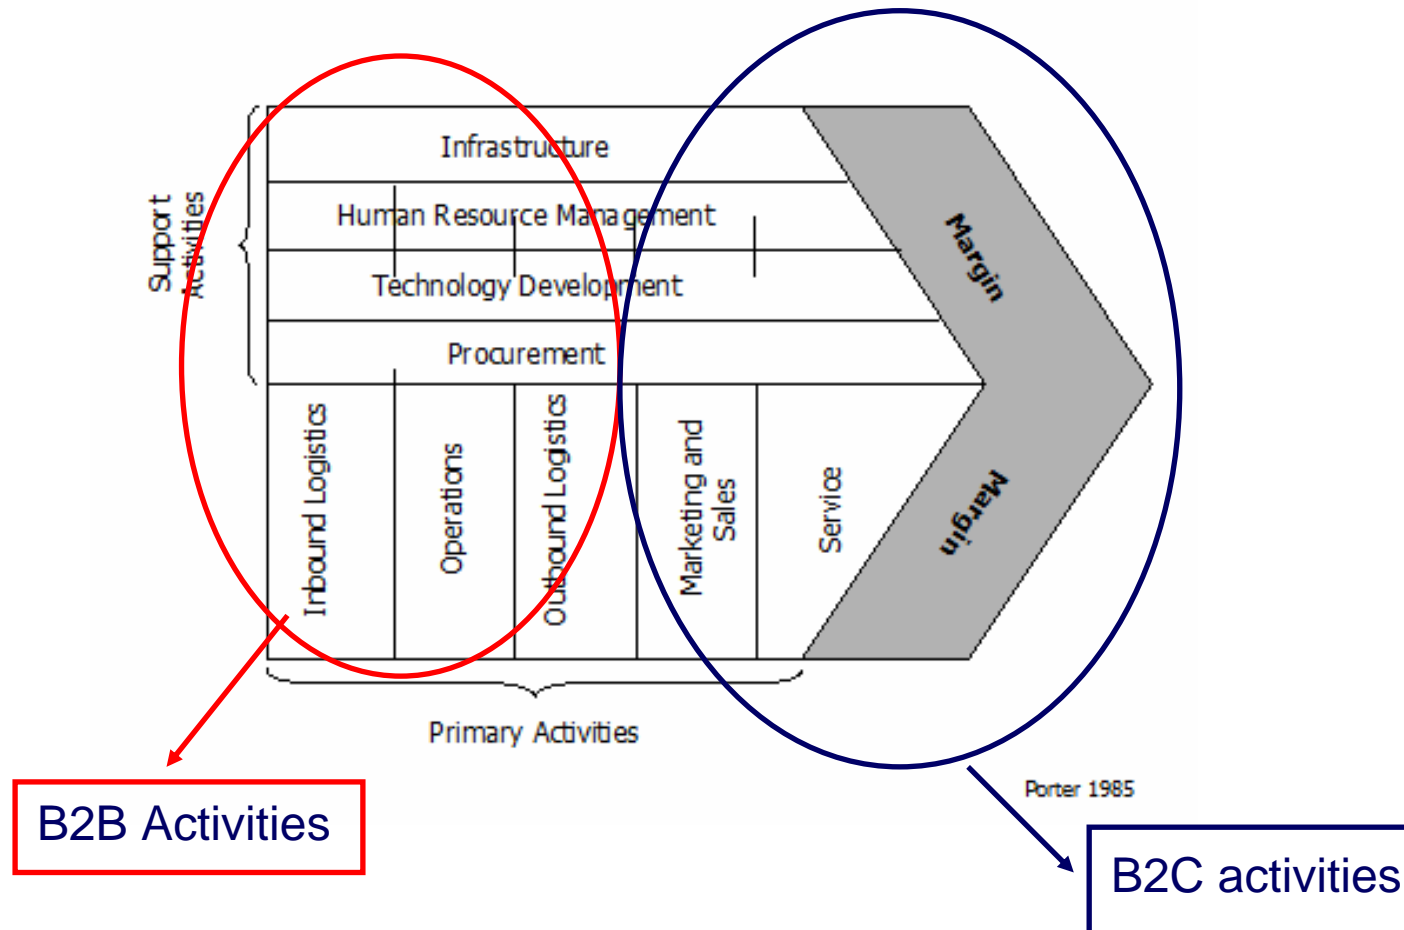 Support
Activities
Infrastructure
Human Resource Management
Technology Development
Procurement
Inbound Logistics
Operations
Outbound Logistics
Marketing and
Sales
Service
Margin
Margin
Primary Activities
Porter 1985
B2B Activities
B2C activities